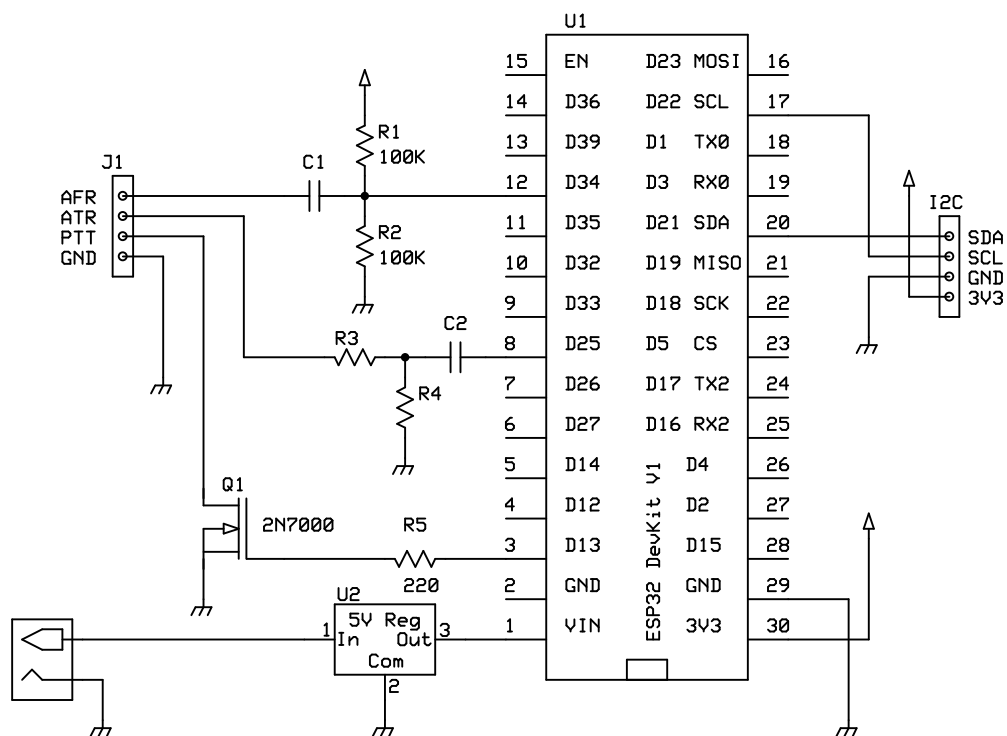 U1
15 EN D23 MOSI 16
14 D36 D22 SCL 17
13 D39 D1 TX0 18
12 D34 D3 RX0 19
11 D35 D21 SDA 20
10 D32 D19 MISO 21
9 D33 D18 SCK 22
8 D25 D5 CS 23
7 D26 D17 TX2 24
6 D27 D16 RX2 25
5 D14 D4 26
4 D12 D2 27
3 D13 D15 28
2 GND GND 29
1 VIN 3V3 30
ESP32 DevKit V1
J1
AFR
ATR
PTT
GND
C1
R1
100K
R2
100K
R3
C2
R4
I2C
SDA
SCL
GND
3V3
Q1
2N7000
R5
220
U2
5V Reg
1 In Out 3
Com
2